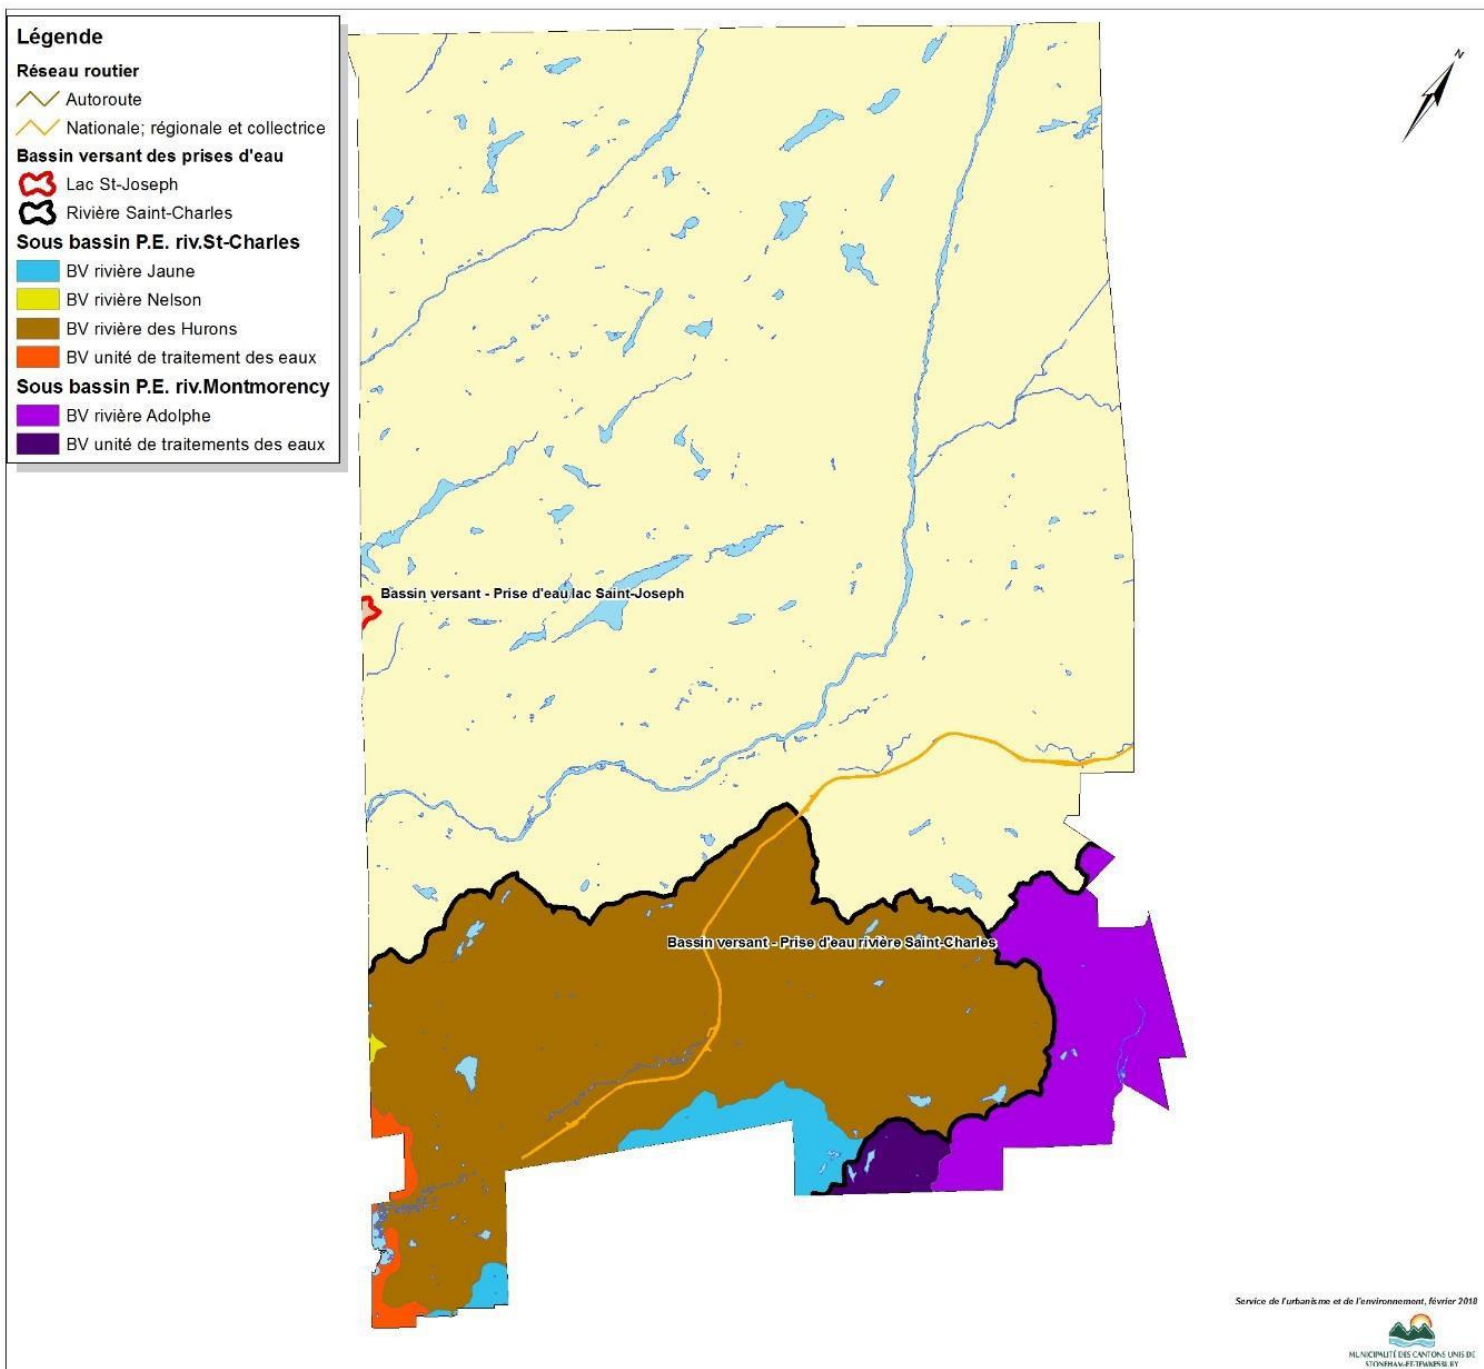 Légende
Réseau routier
Autoroute
Nationale; régionale et collectrice
Bassin versant des prises d'eau
Lac St-Joseph
Rivière Saint-Charles
Sous bassin P.E. riv.St-Charles
BV rivière Jaune
BV rivière Nelson
BV rivière des Hurons
BV unité de traitement des eaux
Sous bassin P.E. riv.Montmorency
BV rivière Adolphe
BV unité de traitements des eaux
N
Bassin versant - Prise d'eau lac Saint-Joseph
Bassin versant - Prise d'eau rivière Saint-Charles
Service de l'urbanisme et de l'environnement, février 2018
MUNICIPALITÉ DES CANTONS UNIS DE
STONEHAM-ET-TEWKESBURY